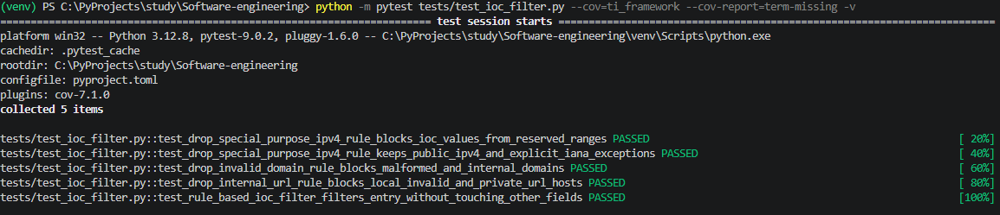 (venv) PS C:\PyProjects\study\Software-engineering> python -m pytest tests/test_ioc_filter.py --cov=ti_framework --cov-report=term-missing -v
================================================================= test session starts =================================================================
platform win32 -- Python 3.12.8, pytest-9.0.2, pluggy-1.6.0 -- C:\PyProjects\study\Software-engineering\venv\Scripts\python.exe
cachedir: .pytest_cache
rootdir: C:\PyProjects\study\Software-engineering
configfile: pyproject.toml
plugins: cov-7.1.0
collected 5 items
tests/test_ioc_filter.py::test_drop_special_purpose_ipv4_rule_blocks_ioc_values_from_reserved_ranges PASSED [ 20%]
tests/test_ioc_filter.py::test_drop_special_purpose_ipv4_rule_keeps_public_ipv4_and_explicit_iana_exceptions PASSED [ 40%]
tests/test_ioc_filter.py::test_drop_invalid_domain_rule_blocks_malformed_and_internal_domains PASSED [ 60%]
tests/test_ioc_filter.py::test_drop_internal_url_rule_blocks_local_invalid_and_private_url_hosts PASSED [ 80%]
tests/test_ioc_filter.py::test_rule_based_ioc_filter_filters_entry_without_touching_other_fields PASSED [100%]